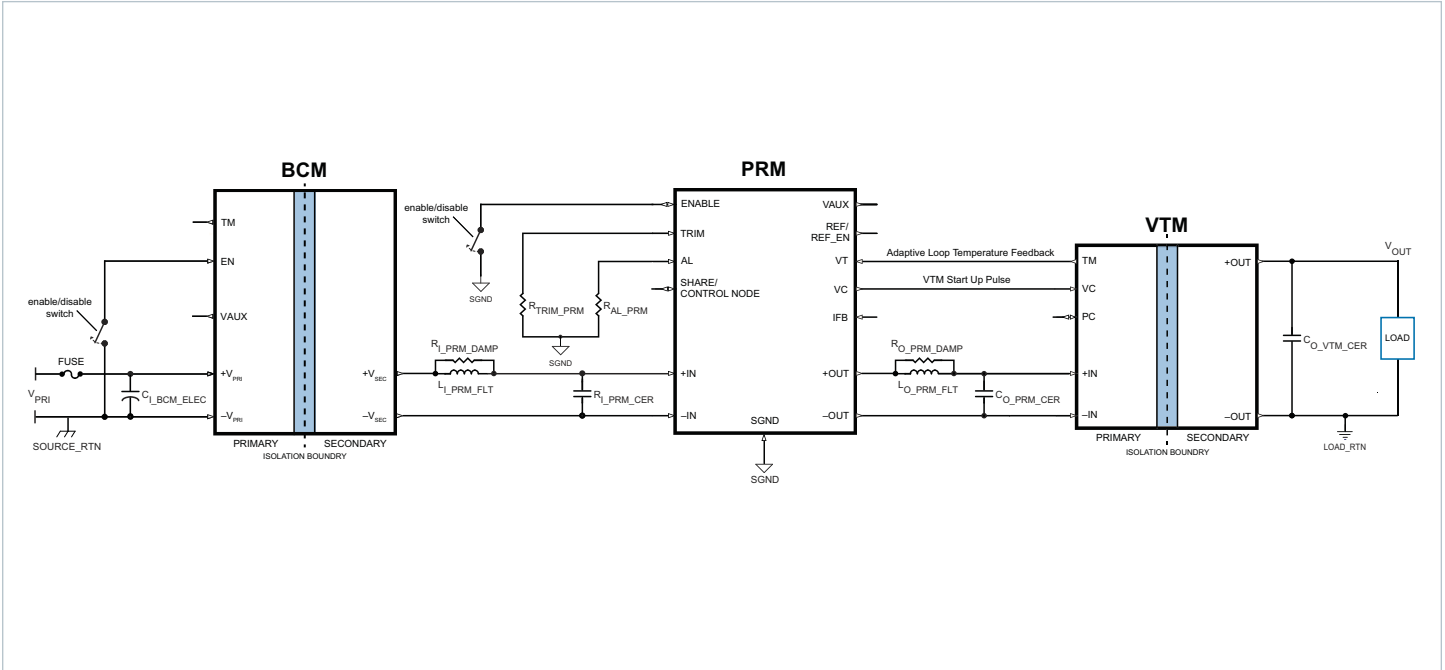 BCM
TM
EN
VAUX
+VPRI
–VPRI
+VSEC
–VSEC
PRIMARY
SECONDARY
ISOLATION BOUNDRY
enable/disable
switch
FUSE
VPRI
CI_BCM_ELEC
SOURCE_RTN
RI_PRM_DAMP
LI_PRM_FLT
RI_PRM_CER
enable/disable
switch
SGND
RTRIM_PRM
RAL_PRM
SGND
PRM
ENABLE
TRIM
AL
SHARE/
CONTROL NODE
+IN
–IN
VAUX
REF/
REF_EN
VT
VC
IFB
+OUT
–OUT
SGND
SGND
Adaptive Loop Temperature Feedback
VTM Start Up Pulse
RO_PRM_DAMP
LO_PRM_FLT
CO_PRM_CER
VTM
TM
VC
PC
+IN
–IN
+OUT
–OUT
PRIMARY
SECONDARY
ISOLATION BOUNDRY
VOUT
CO_VTM_CER
LOAD
LOAD_RTN